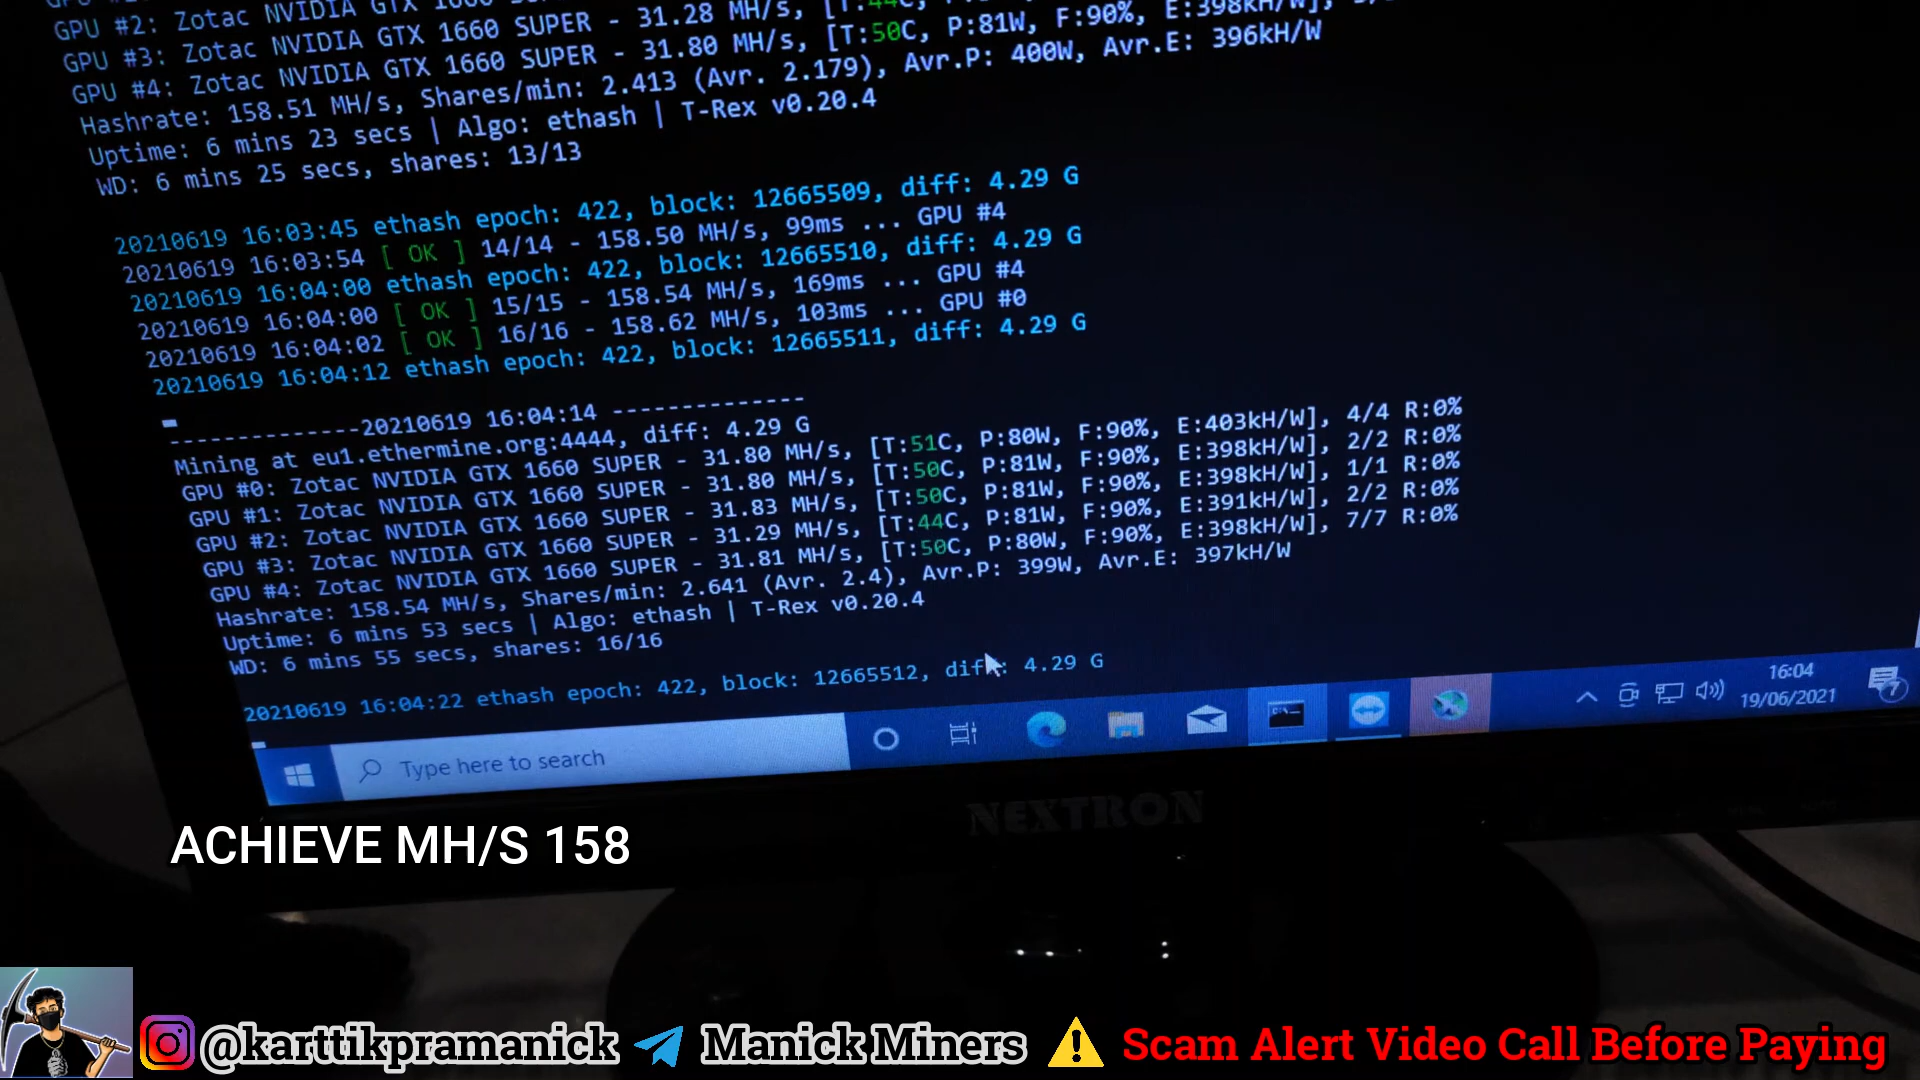 GPU #2: Zotac NVIDIA GTX 1660 SUPER - 31.28 MH/s, [T:44C,
GPU #3: Zotac NVIDIA GTX 1660 SUPER - 31.80 MH/s, [T:50C, P:81W, F:90%, E:398kH/W],
GPU #4: Zotac NVIDIA GTX 1660 SUPER
Hashrate: 158.51 MH/s, Shares/min: 2.413 (Avr. 2.179), Avr.P: 400W, Avr.E: 396kH/W
Uptime: 6 mins 23 secs | Algo: ethash | T-Rex v0.20.4
WD: 6 mins 25 secs, shares: 13/13
20210619 16:03:45 ethash epoch: 422, block: 12665509, diff: 4.29 G
20210619 16:03:54 [ OK ] 14/14 - 158.50 MH/s, 99ms ... GPU #4
20210619 16:04:00 ethash epoch: 422, block: 12665510, diff: 4.29 G
20210619 16:04:00 [ OK ] 15/15 - 158.54 MH/s, 169ms ... GPU #4
20210619 16:04:02 [ OK ] 16/16 - 158.62 MH/s, 103ms ... GPU #0
20210619 16:04:12 ethash epoch: 422, block: 12665511, diff: 4.29 G
---------------20210619 16:04:14 ---------------
Mining at eu1.ethermine.org:4444, diff: 4.29 G
GPU #0: Zotac NVIDIA GTX 1660 SUPER - 31.80 MH/s, [T:51C, P:80W, F:90%, E:403kH/W], 4/4 R:0%
GPU #1: Zotac NVIDIA GTX 1660 SUPER - 31.80 MH/s, [T:50C, P:81W, F:90%, E:398kH/W], 2/2 R:0%
GPU #2: Zotac NVIDIA GTX 1660 SUPER - 31.83 MH/s, [T:50C, P:81W, F:90%, E:398kH/W], 1/1 R:0%
GPU #3: Zotac NVIDIA GTX 1660 SUPER - 31.29 MH/s, [T:44C, P:81W, F:90%, E:391kH/W], 2/2 R:0%
GPU #4: Zotac NVIDIA GTX 1660 SUPER - 31.81 MH/s, [T:50C, P:80W, F:90%, E:398kH/W], 7/7 R:0%
Hashrate: 158.54 MH/s, Shares/min: 2.641 (Avr. 2.4), Avr.P: 399W, Avr.E: 397kH/W
Uptime: 6 mins 53 secs | Algo: ethash | T-Rex v0.20.4
WD: 6 mins 55 secs, shares: 16/16
20210619 16:04:22 ethash epoch: 422, block: 12665512, diff: 4.29 G
Type here to search
16:04
19/06/2021
7
NEXTRON
ACHIEVE MH/S 158
@karttikpramanick Manick Miners Scam Alert Video Call Before Paying